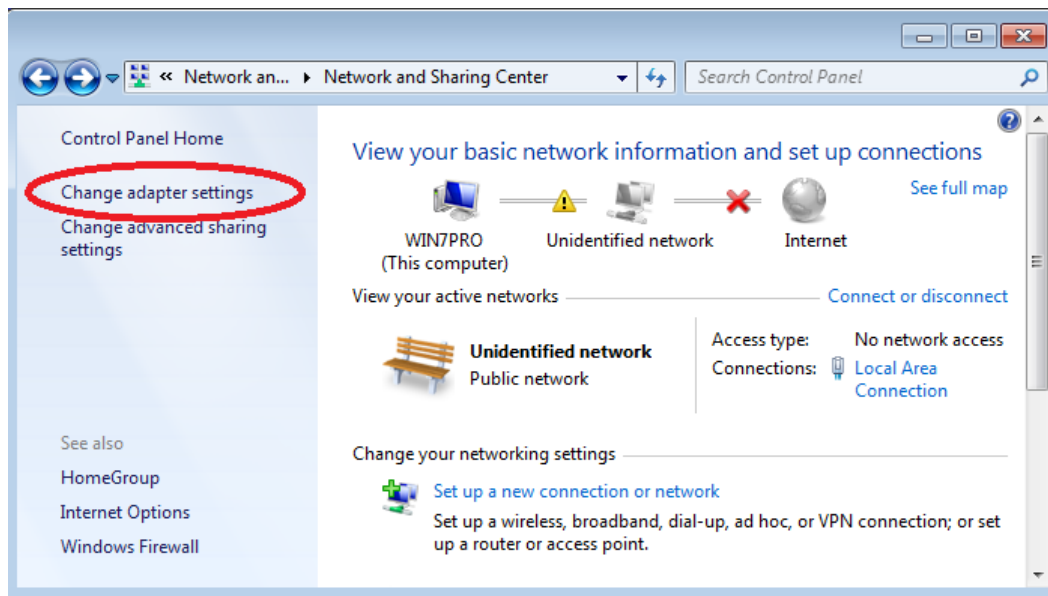 « Network an... ▸ Network and Sharing Center
Search Control Panel
Control Panel Home
Change adapter settings
Change advanced sharing
settings
See also
HomeGroup
Internet Options
Windows Firewall
View your basic network information and set up connections
See full map
WIN7PRO
(This computer)
Unidentified network
Internet
View your active networks
Connect or disconnect
Unidentified network
Public network
Access type: No network access
Connections: Local Area
Connection
Change your networking settings
Set up a new connection or network
Set up a wireless, broadband, dial-up, ad hoc, or VPN connection; or set
up a router or access point.